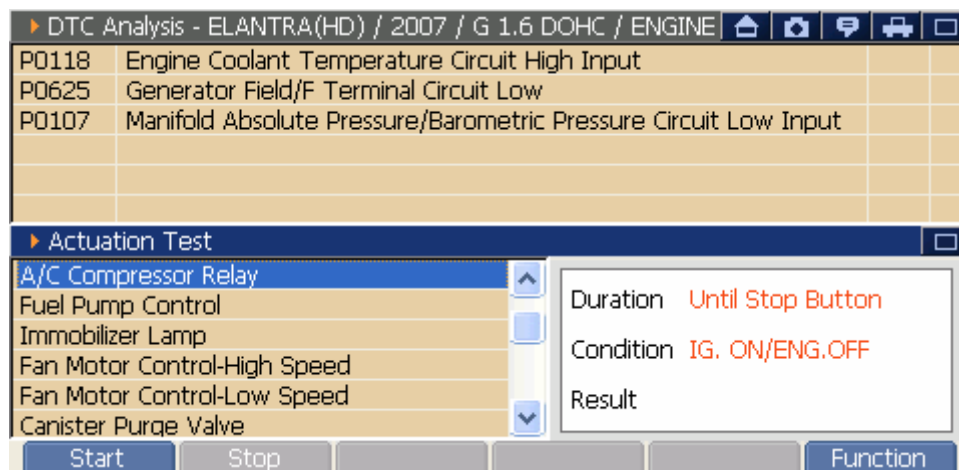 DTC Analysis - ELANTRA(HD) / 2007 / G 1.6 DOHC / ENGINE
P0118 Engine Coolant Temperature Circuit High Input
P0625 Generator Field/F Terminal Circuit Low
P0107 Manifold Absolute Pressure/Barometric Pressure Circuit Low Input
Actuation Test
A/C Compressor Relay
Fuel Pump Control
Immobilizer Lamp
Fan Motor Control-High Speed
Fan Motor Control-Low Speed
Canister Purge Valve
Duration Until Stop Button
Condition IG. ON/ENG.OFF
Result
Start Stop Function